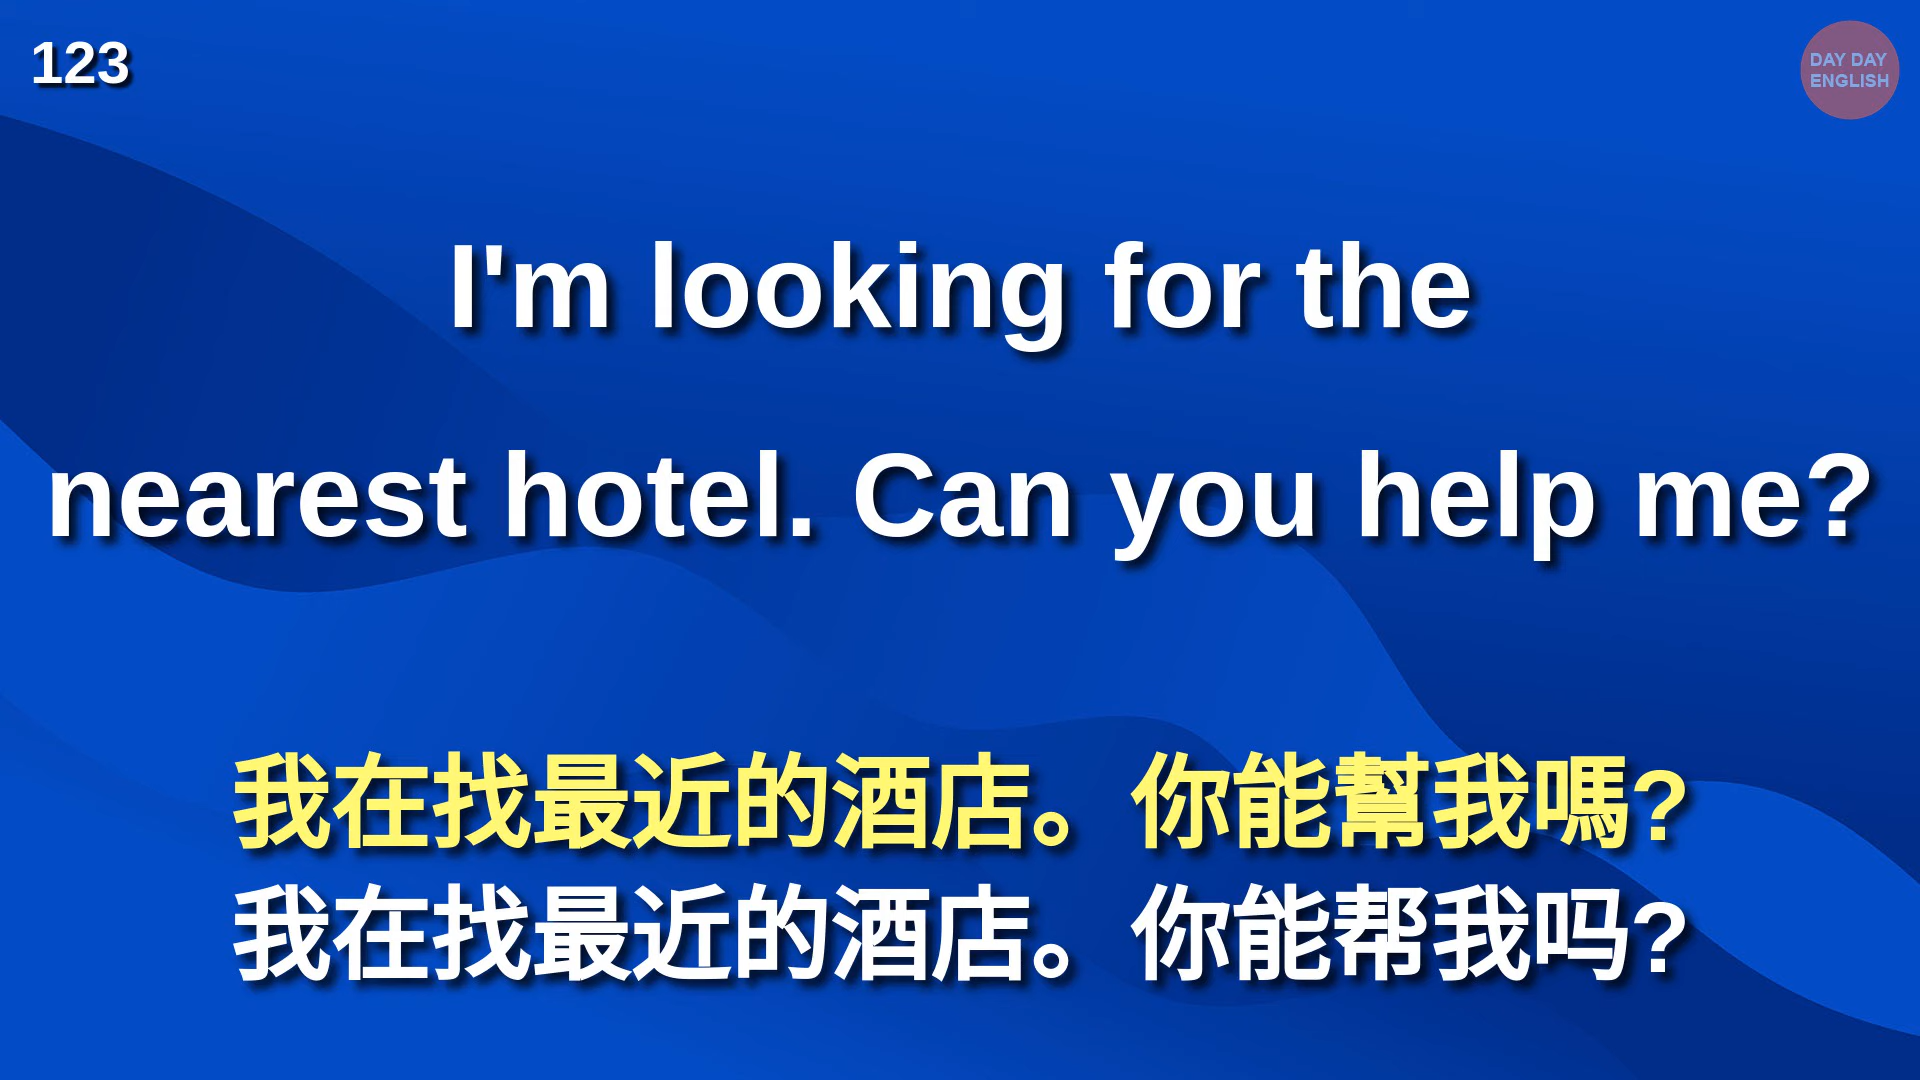 123
DAY DAY
ENGLISH
I'm looking for the
nearest hotel. Can you help me?
我在找最近的酒店。你能幫我嗎?
我在找最近的酒店。你能帮我吗?